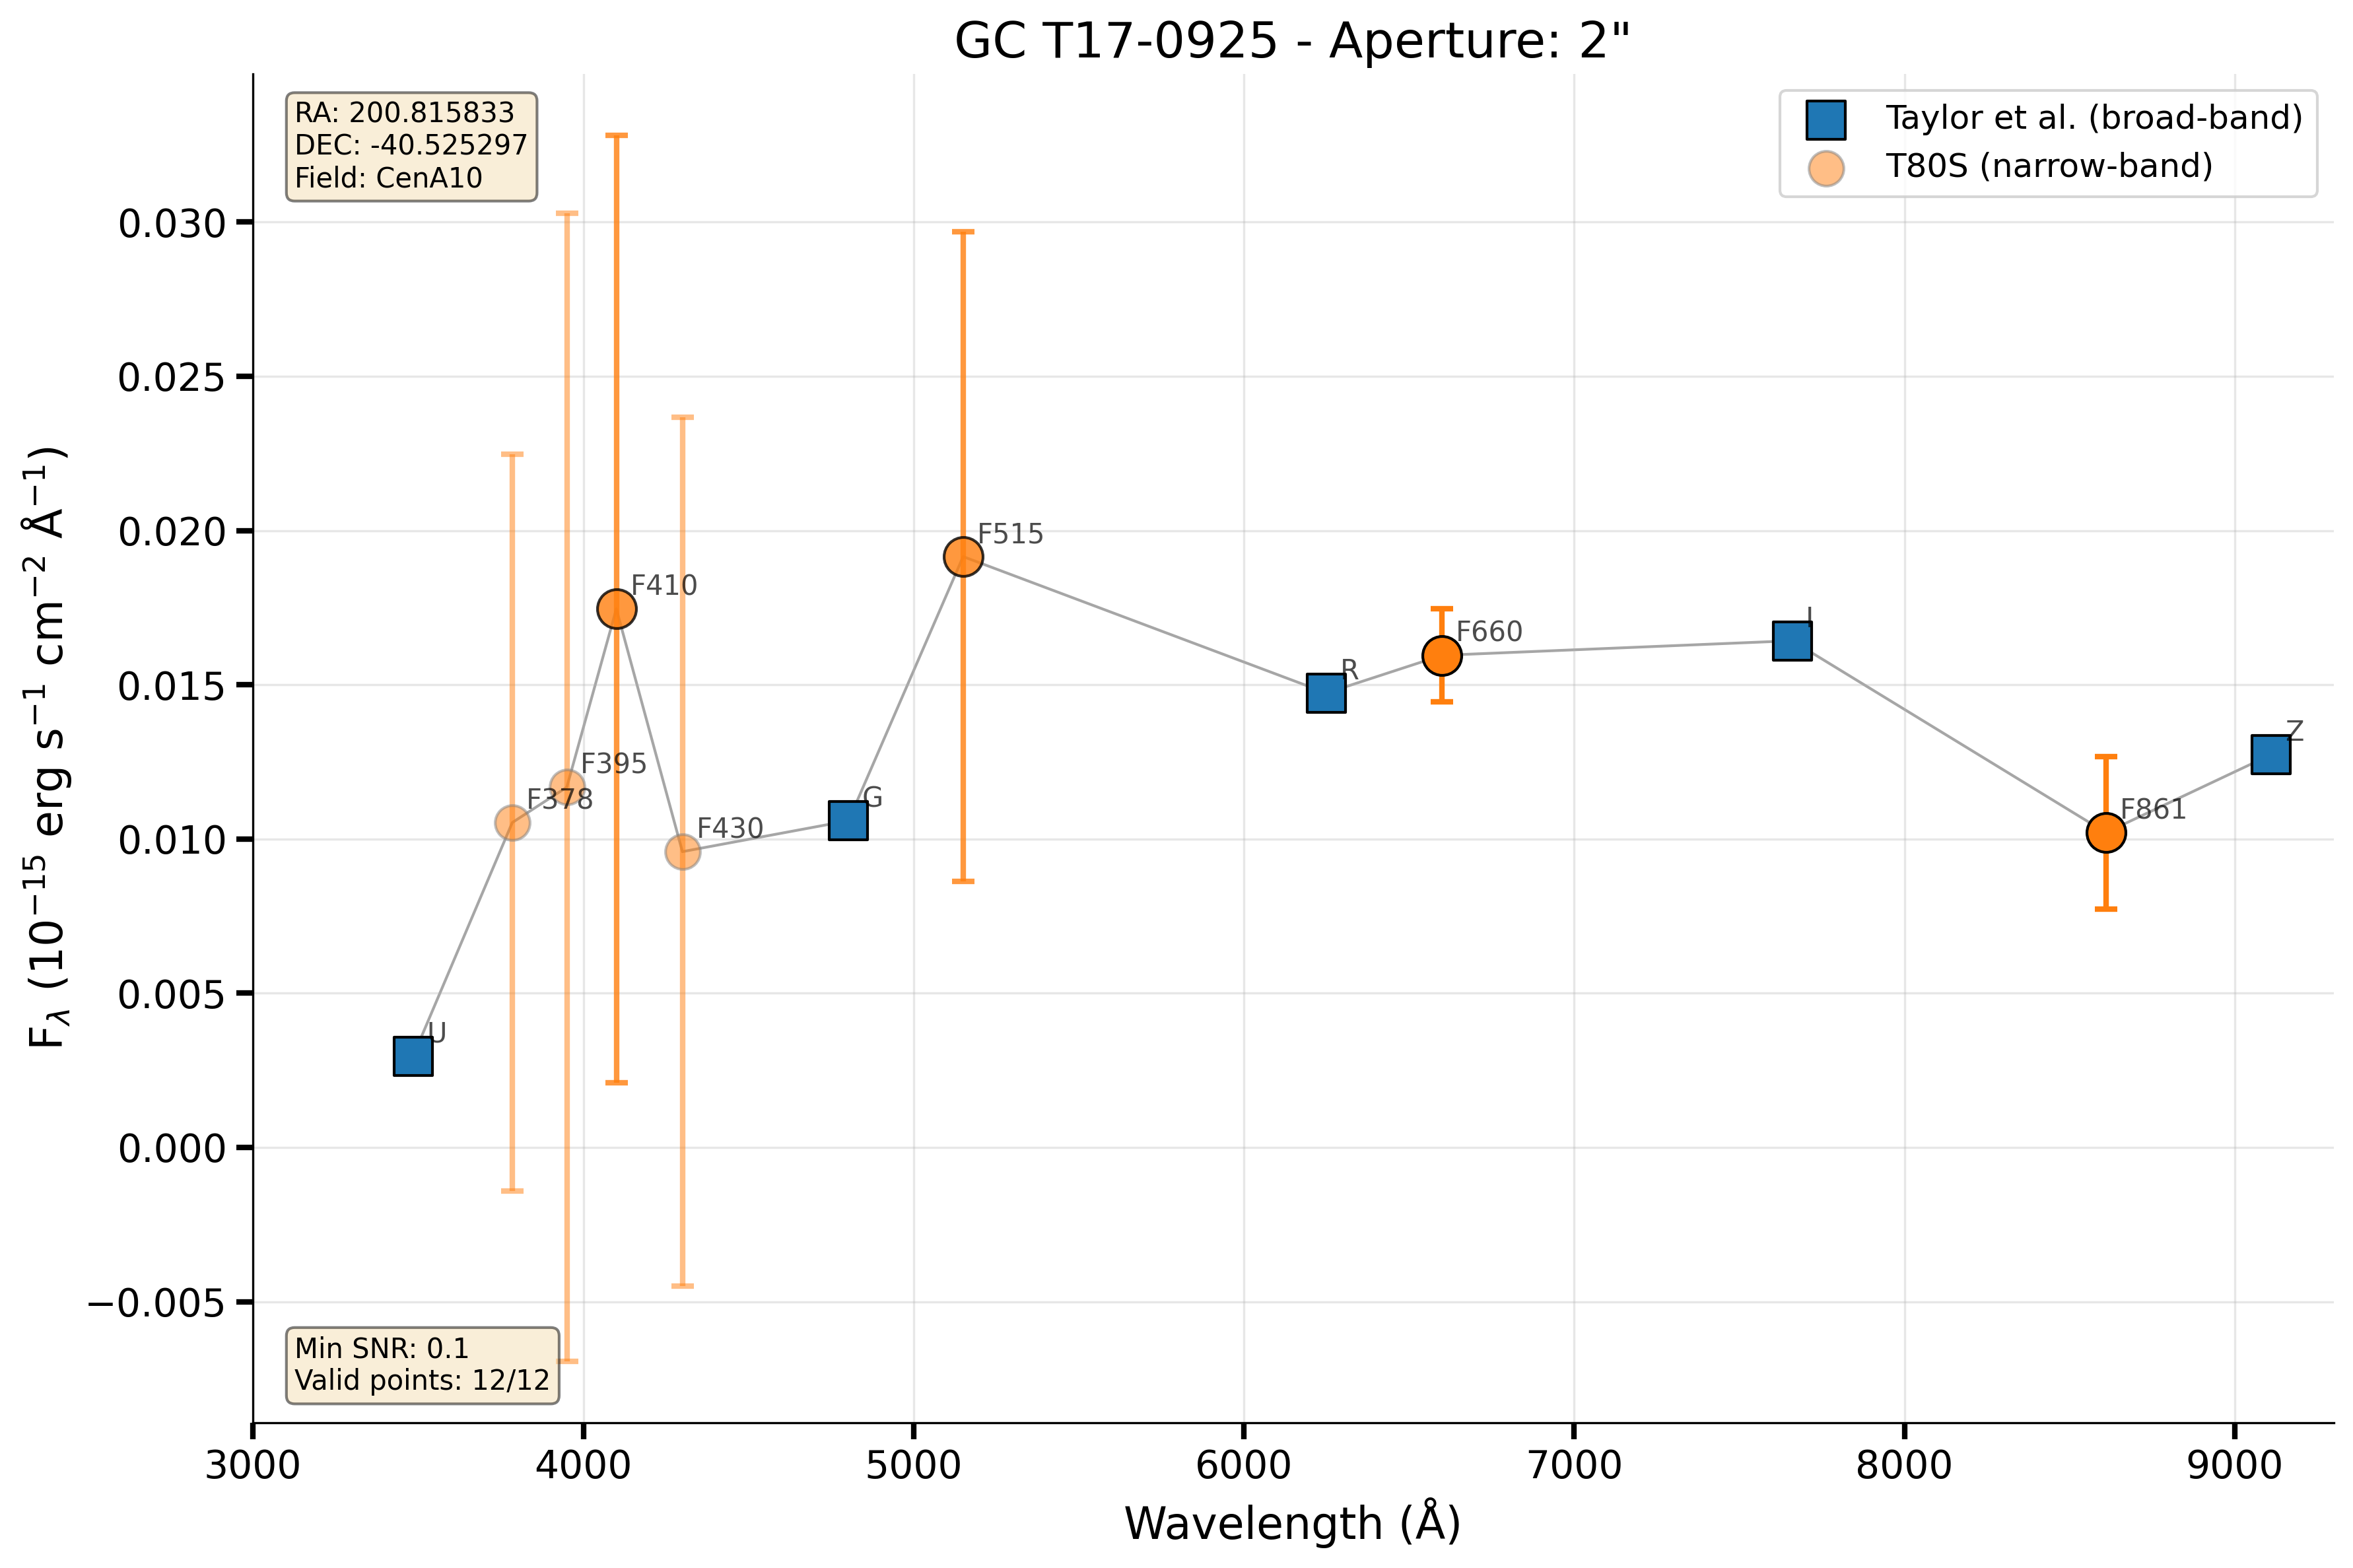 GC T17-0925 - Aperture: 2"
RA: 200.815833
DEC: -40.525297
Field: CenA10
Taylor et al. (broad-band)
T80S (narrow-band)
0.030
0.025
0.020
0.015
0.010
0.005
0.000
−0.005
F$_λ$ (10$^{−15}$ erg s$^{−1}$ cm$^{−2}$ Å$^{−1}$)
U
F378
F395
F410
F430
G
F515
R
F660
I
F861
Z
Min SNR: 0.1
Valid points: 12/12
3000 4000 5000 6000 7000 8000 9000
Wavelength (Å)